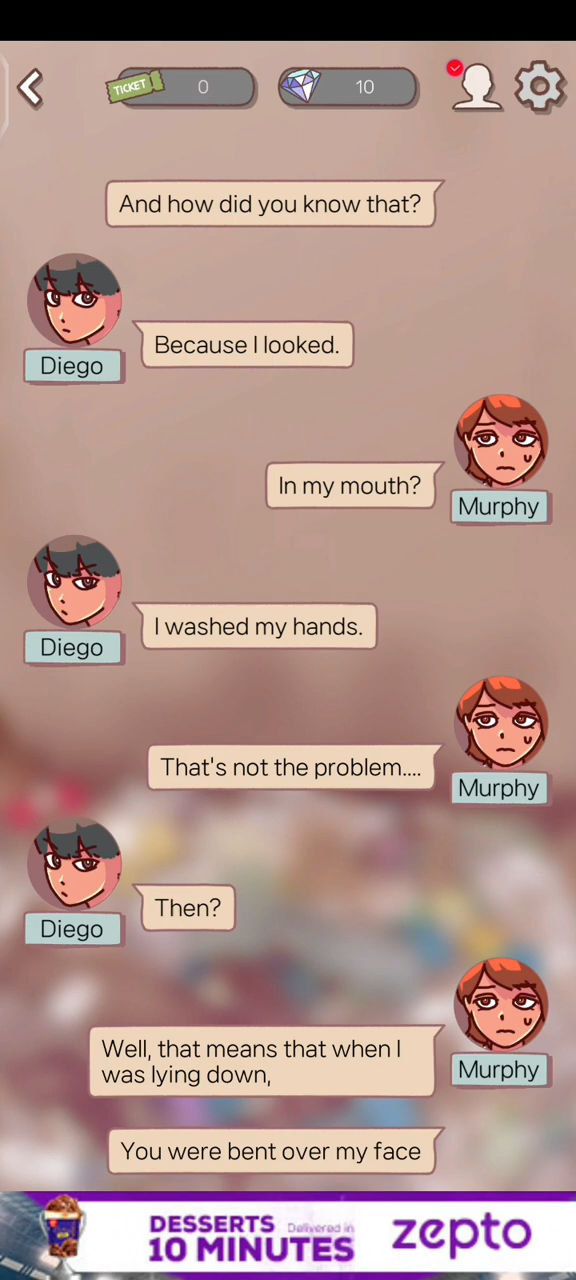 TICKET
0
10
And how did you know that?
Because I looked.
Diego
In my mouth?
Murphy
I washed my hands.
Diego
That's not the problem....
Murphy
Then?
Diego
Well, that means that when I
was lying down,
Murphy
You were bent over my face
DESSERTS Delivered in
10 MINUTES
zepto